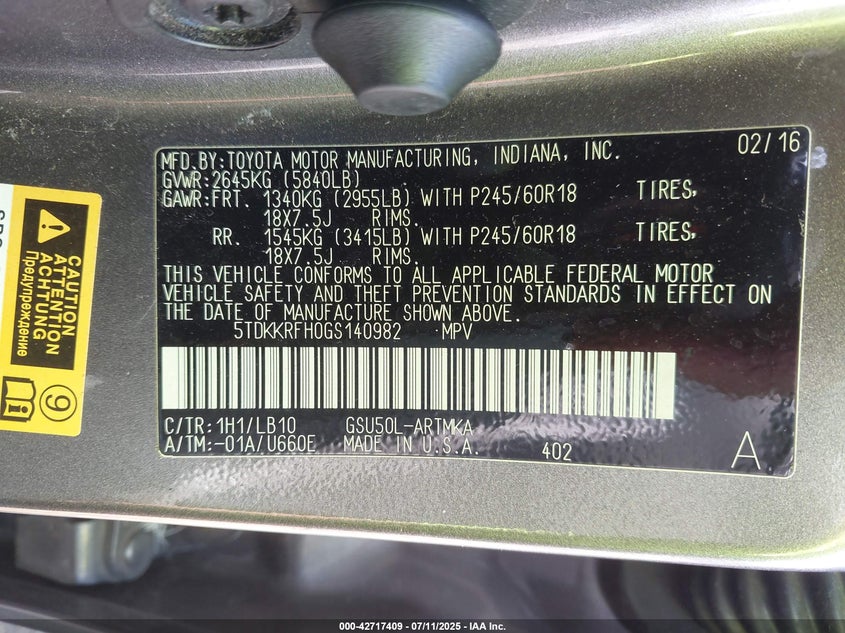 02/16
MFD.BY:TOYOTA MOTOR MANUFACTURING, INDIANA, INC.
GVWR:2645KG (5840LB)
GAWR:FRT. 1340KG (2955LB) WITH P245/60R18 TIRES,
18X7.5J RIMS.
RR. 1545KG (3415LB) WITH P245/60R18 TIRES,
18X7.5J RIMS.
THIS VEHICLE CONFORMS TO ALL APPLICABLE FEDERAL MOTOR
VEHICLE SAFETY AND THEFT PREVENTION STANDARDS IN EFFECT ON
THE DATE OF MANUFACTURE SHOWN ABOVE.
5TDKKRFH0GS140982 MPV
C/TR:1H1/LB10 GSU50L-ARTMKA
A/TM:-01A/U660E MADE IN U.S.A. 402 A
CAUTION
ATTENTION
ACHTUNG
Предупреждение
9
000-42717409 - 07/11/2025 - IAA Inc.